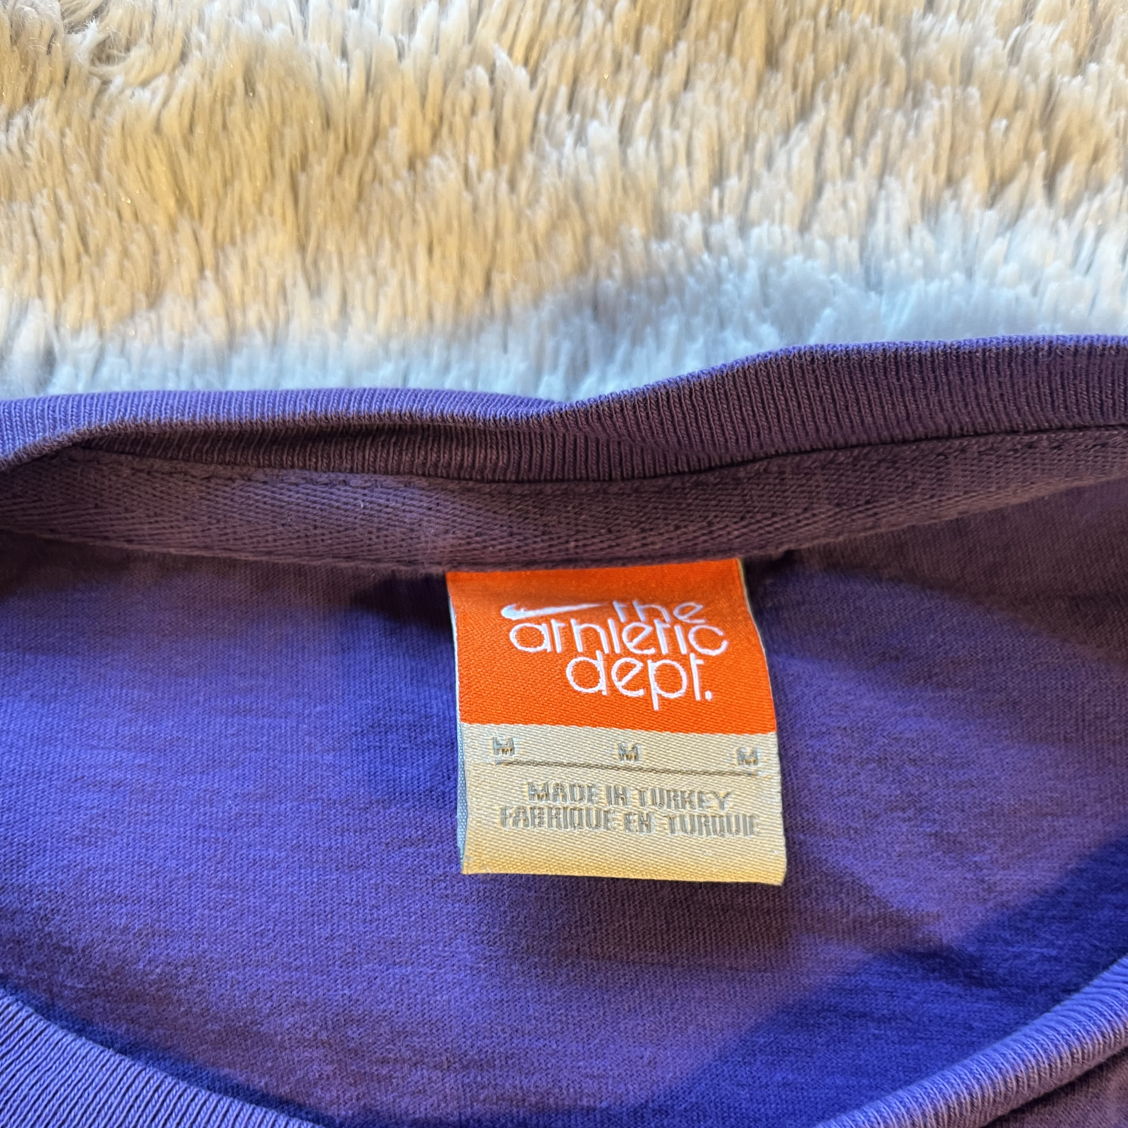 the
athletic
dept.
M M M
MADE IN TURKEY
FABRIQUE EN TURQUIE